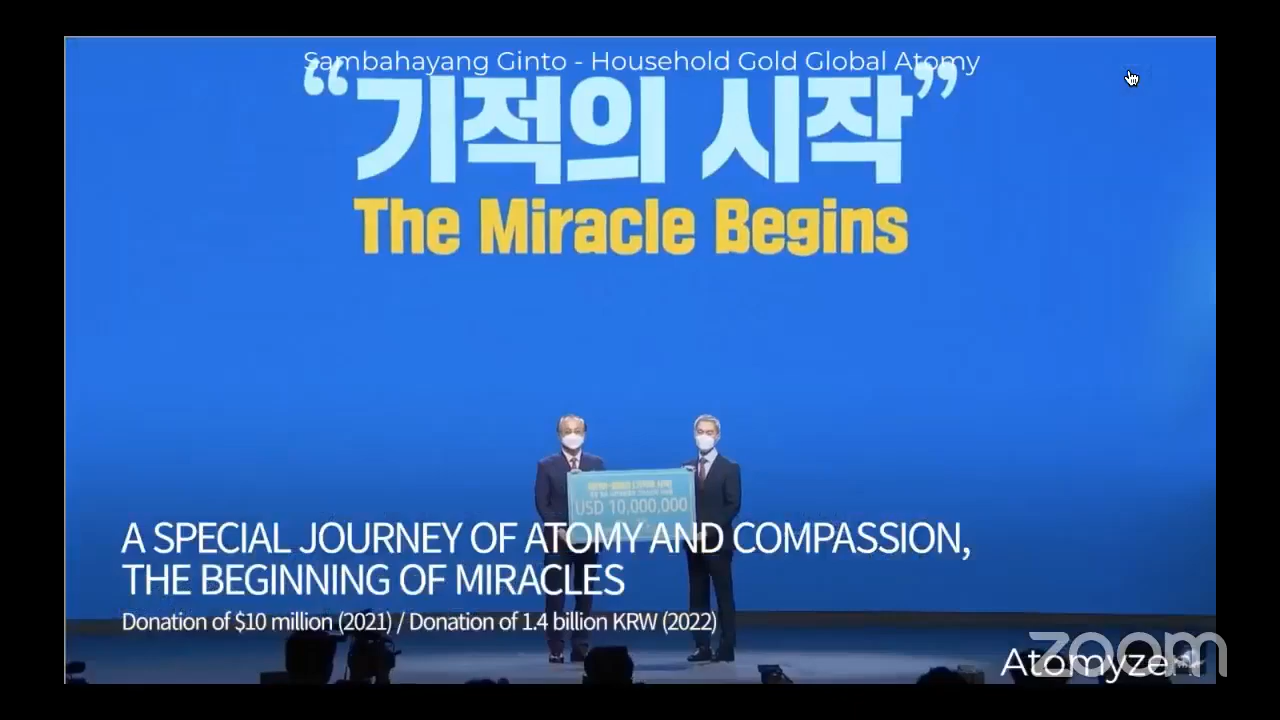 Sambahayang Ginto - Household Gold Global Atomy
“기적의 시작”
The Miracle Begins
USD 10,000,000
A SPECIAL JOURNEY OF ATOMY AND COMPASSION,
THE BEGINNING OF MIRACLES
Donation of $10 million (2021) / Donation of 1.4 billion KRW (2022)
zoom
Atomyze